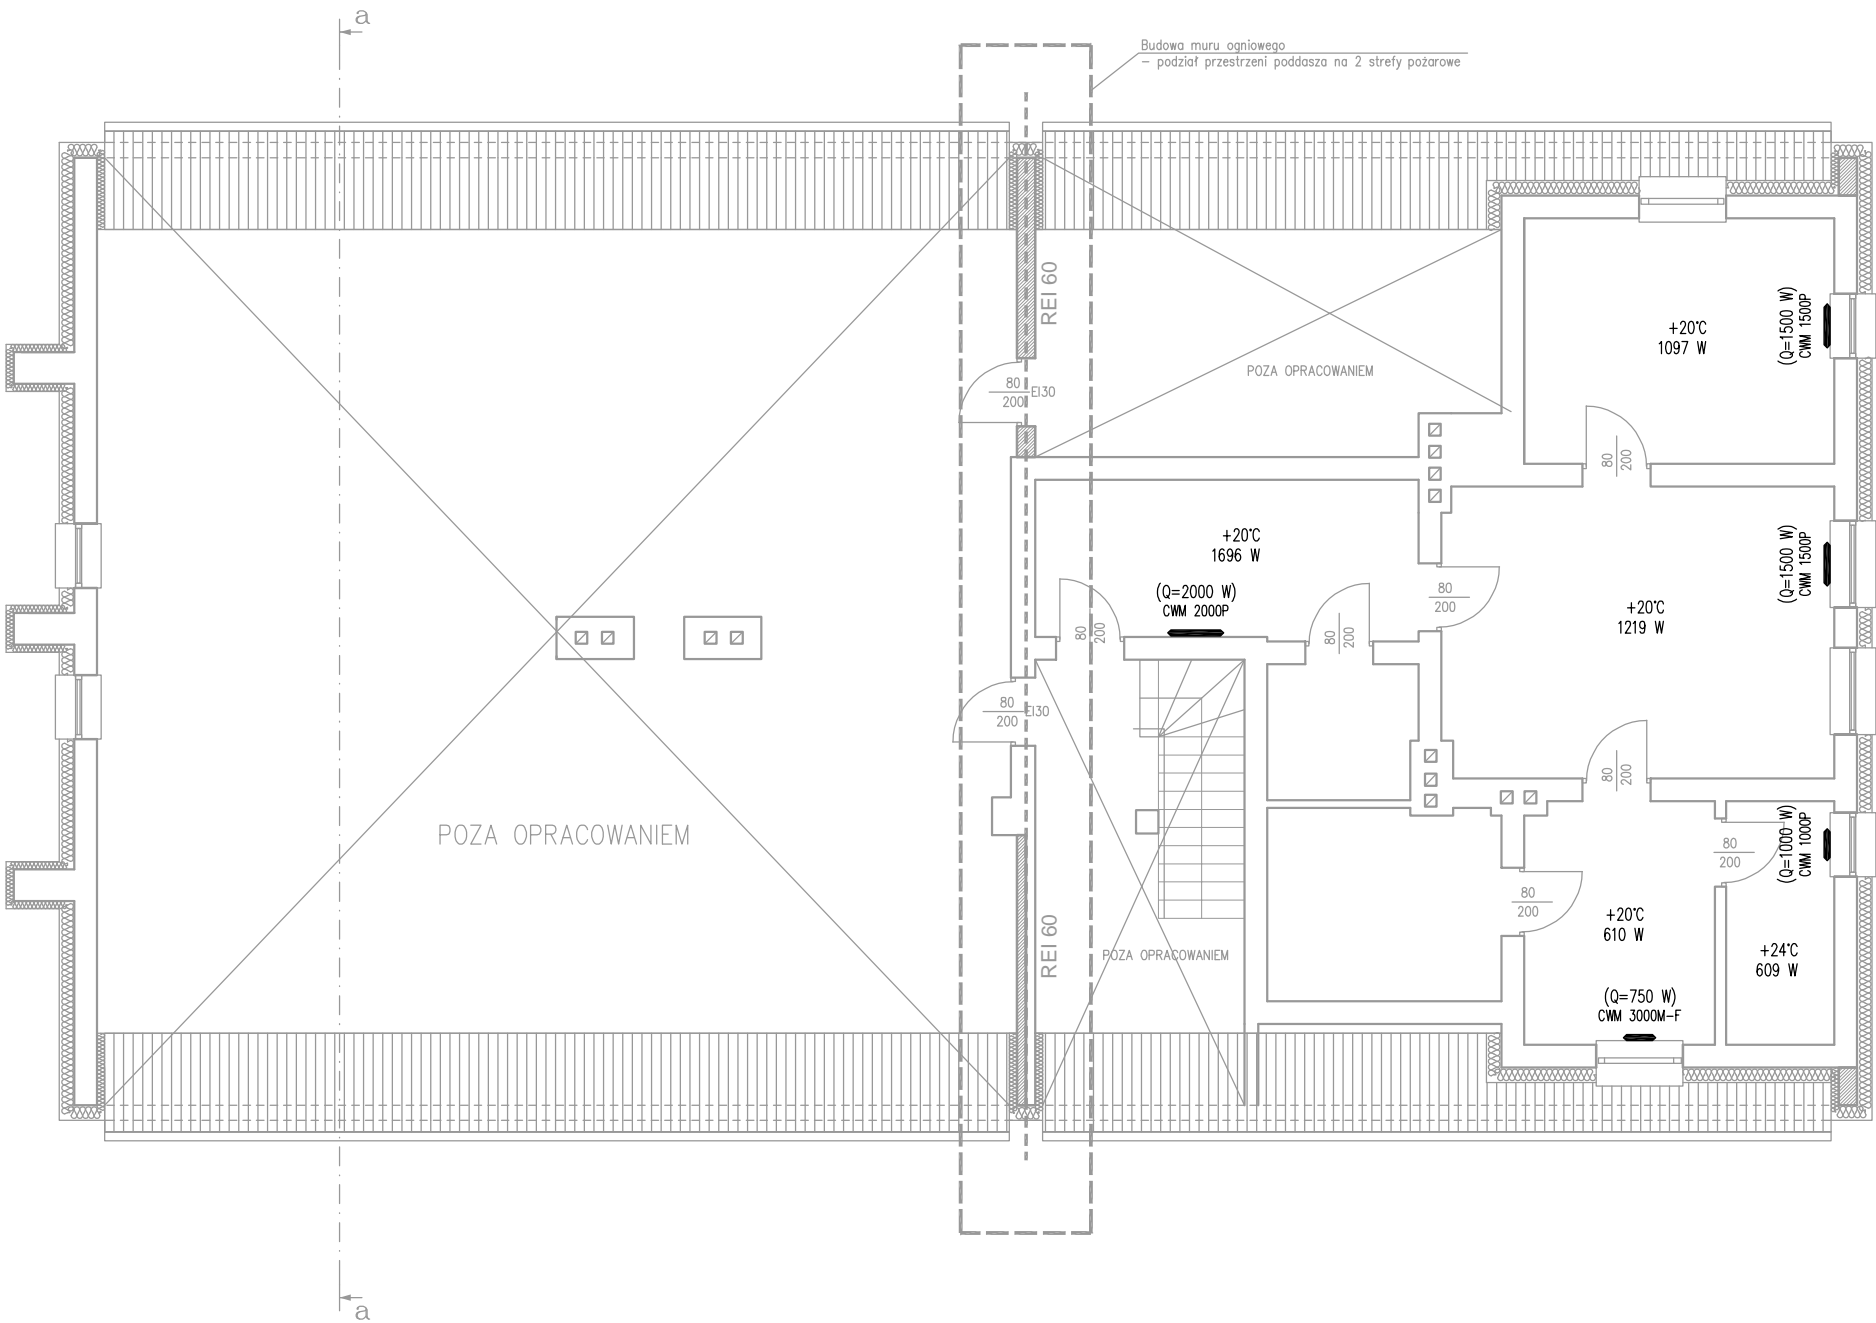 a
Budowa muru ogniowego
– podział przestrzeni poddasza na 2 strefy pożarowe
REI 60
80
200
EI30
POZA OPRACOWANIEM
+20°C
1097 W
(Q=1500 W)
CWM 1500P
80
200
+20°C
1696 W
(Q=2000 W)
CWM 2000P
80
200
80
200
80
200
+20°C
1219 W
(Q=1500 W)
CWM 1500P
80
200
EI30
80
200
POZA OPRACOWANIEM
REI 60
POZA OPRACOWANIEM
80
200
80
200
(Q=1000 W)
CWM 1000P
+20°C
610 W
+24°C
609 W
(Q=750 W)
CWM 3000M-F
a